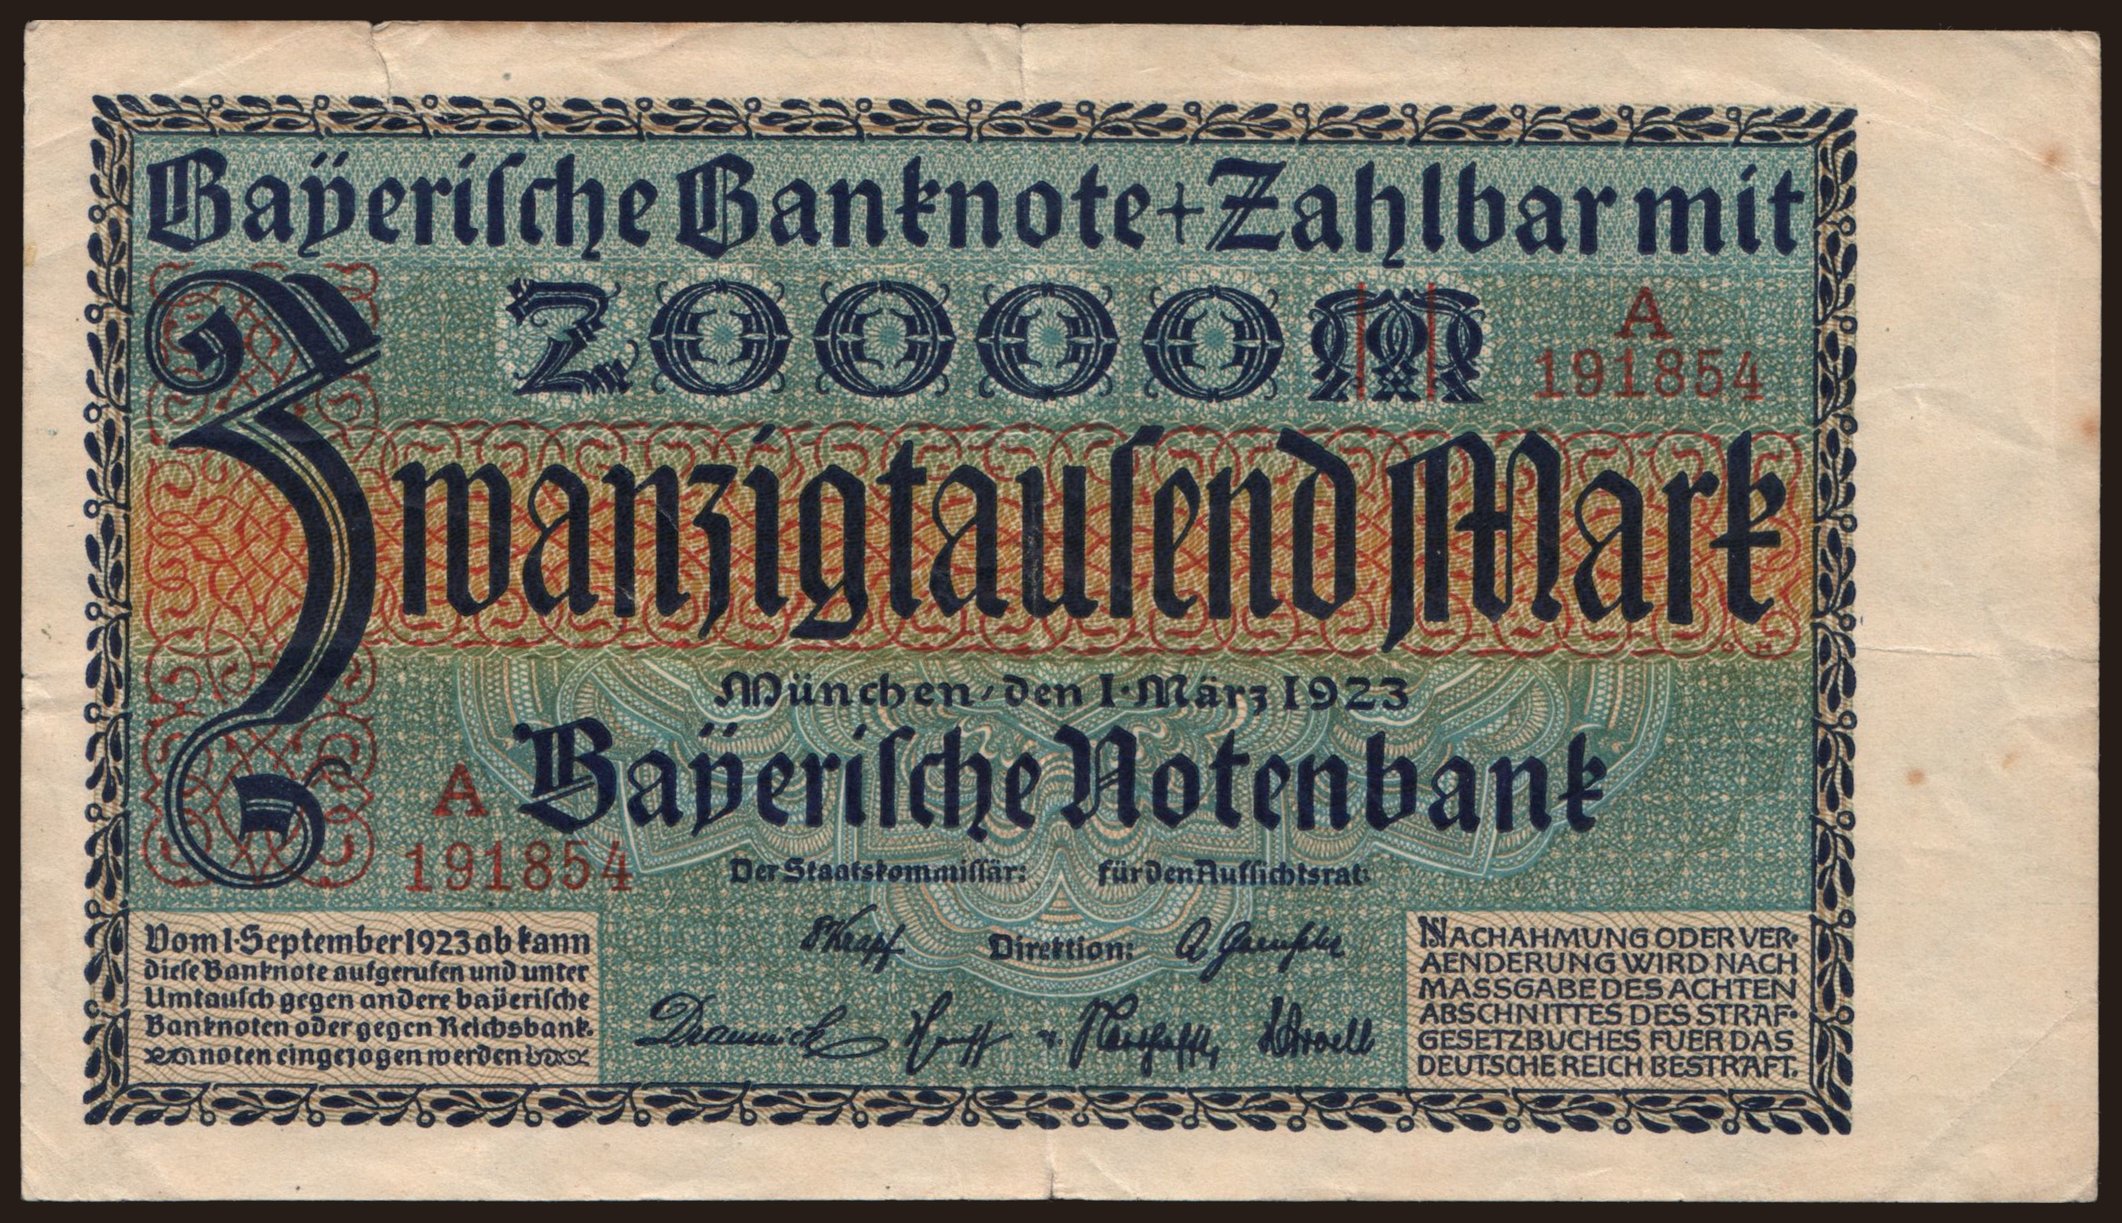 Bayerische Banknote + Zahlbar mit
20000 M
A
191854
Zwanzigtausend Mark
München, den 1. März 1923
Bayerische Notenbank
A
191854
Der Staatskommissär: für den Aufsichtsrat:
Direktion:
Vom 1. September 1923 ab kann
diese Banknote aufgerufen und unter
Umtausch gegen andere bayerische
Banknoten oder gegen Reichsbank-
noten eingezogen werden
NACHAHMUNG ODER VER-
AENDERUNG WIRD NACH
MASSGABE DES ACHTEN
ABSCHNITTES DES STRAF-
GESETZBUCHES FUER DAS
DEUTSCHE REICH BESTRAFT.